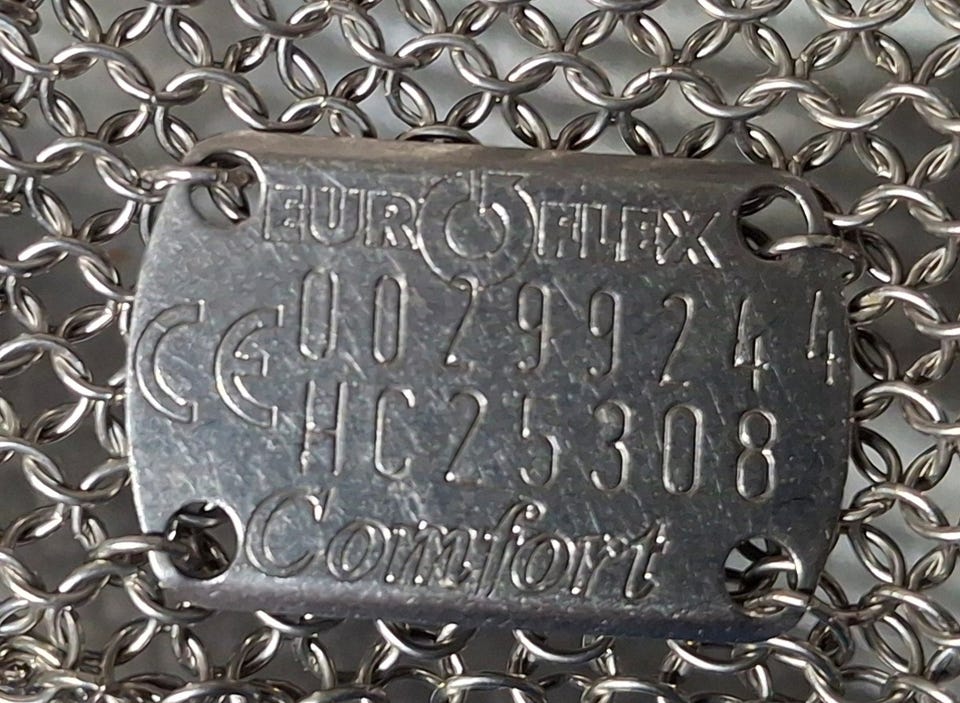 EUROFLEX
CE
00299244
HC25308
Comfort